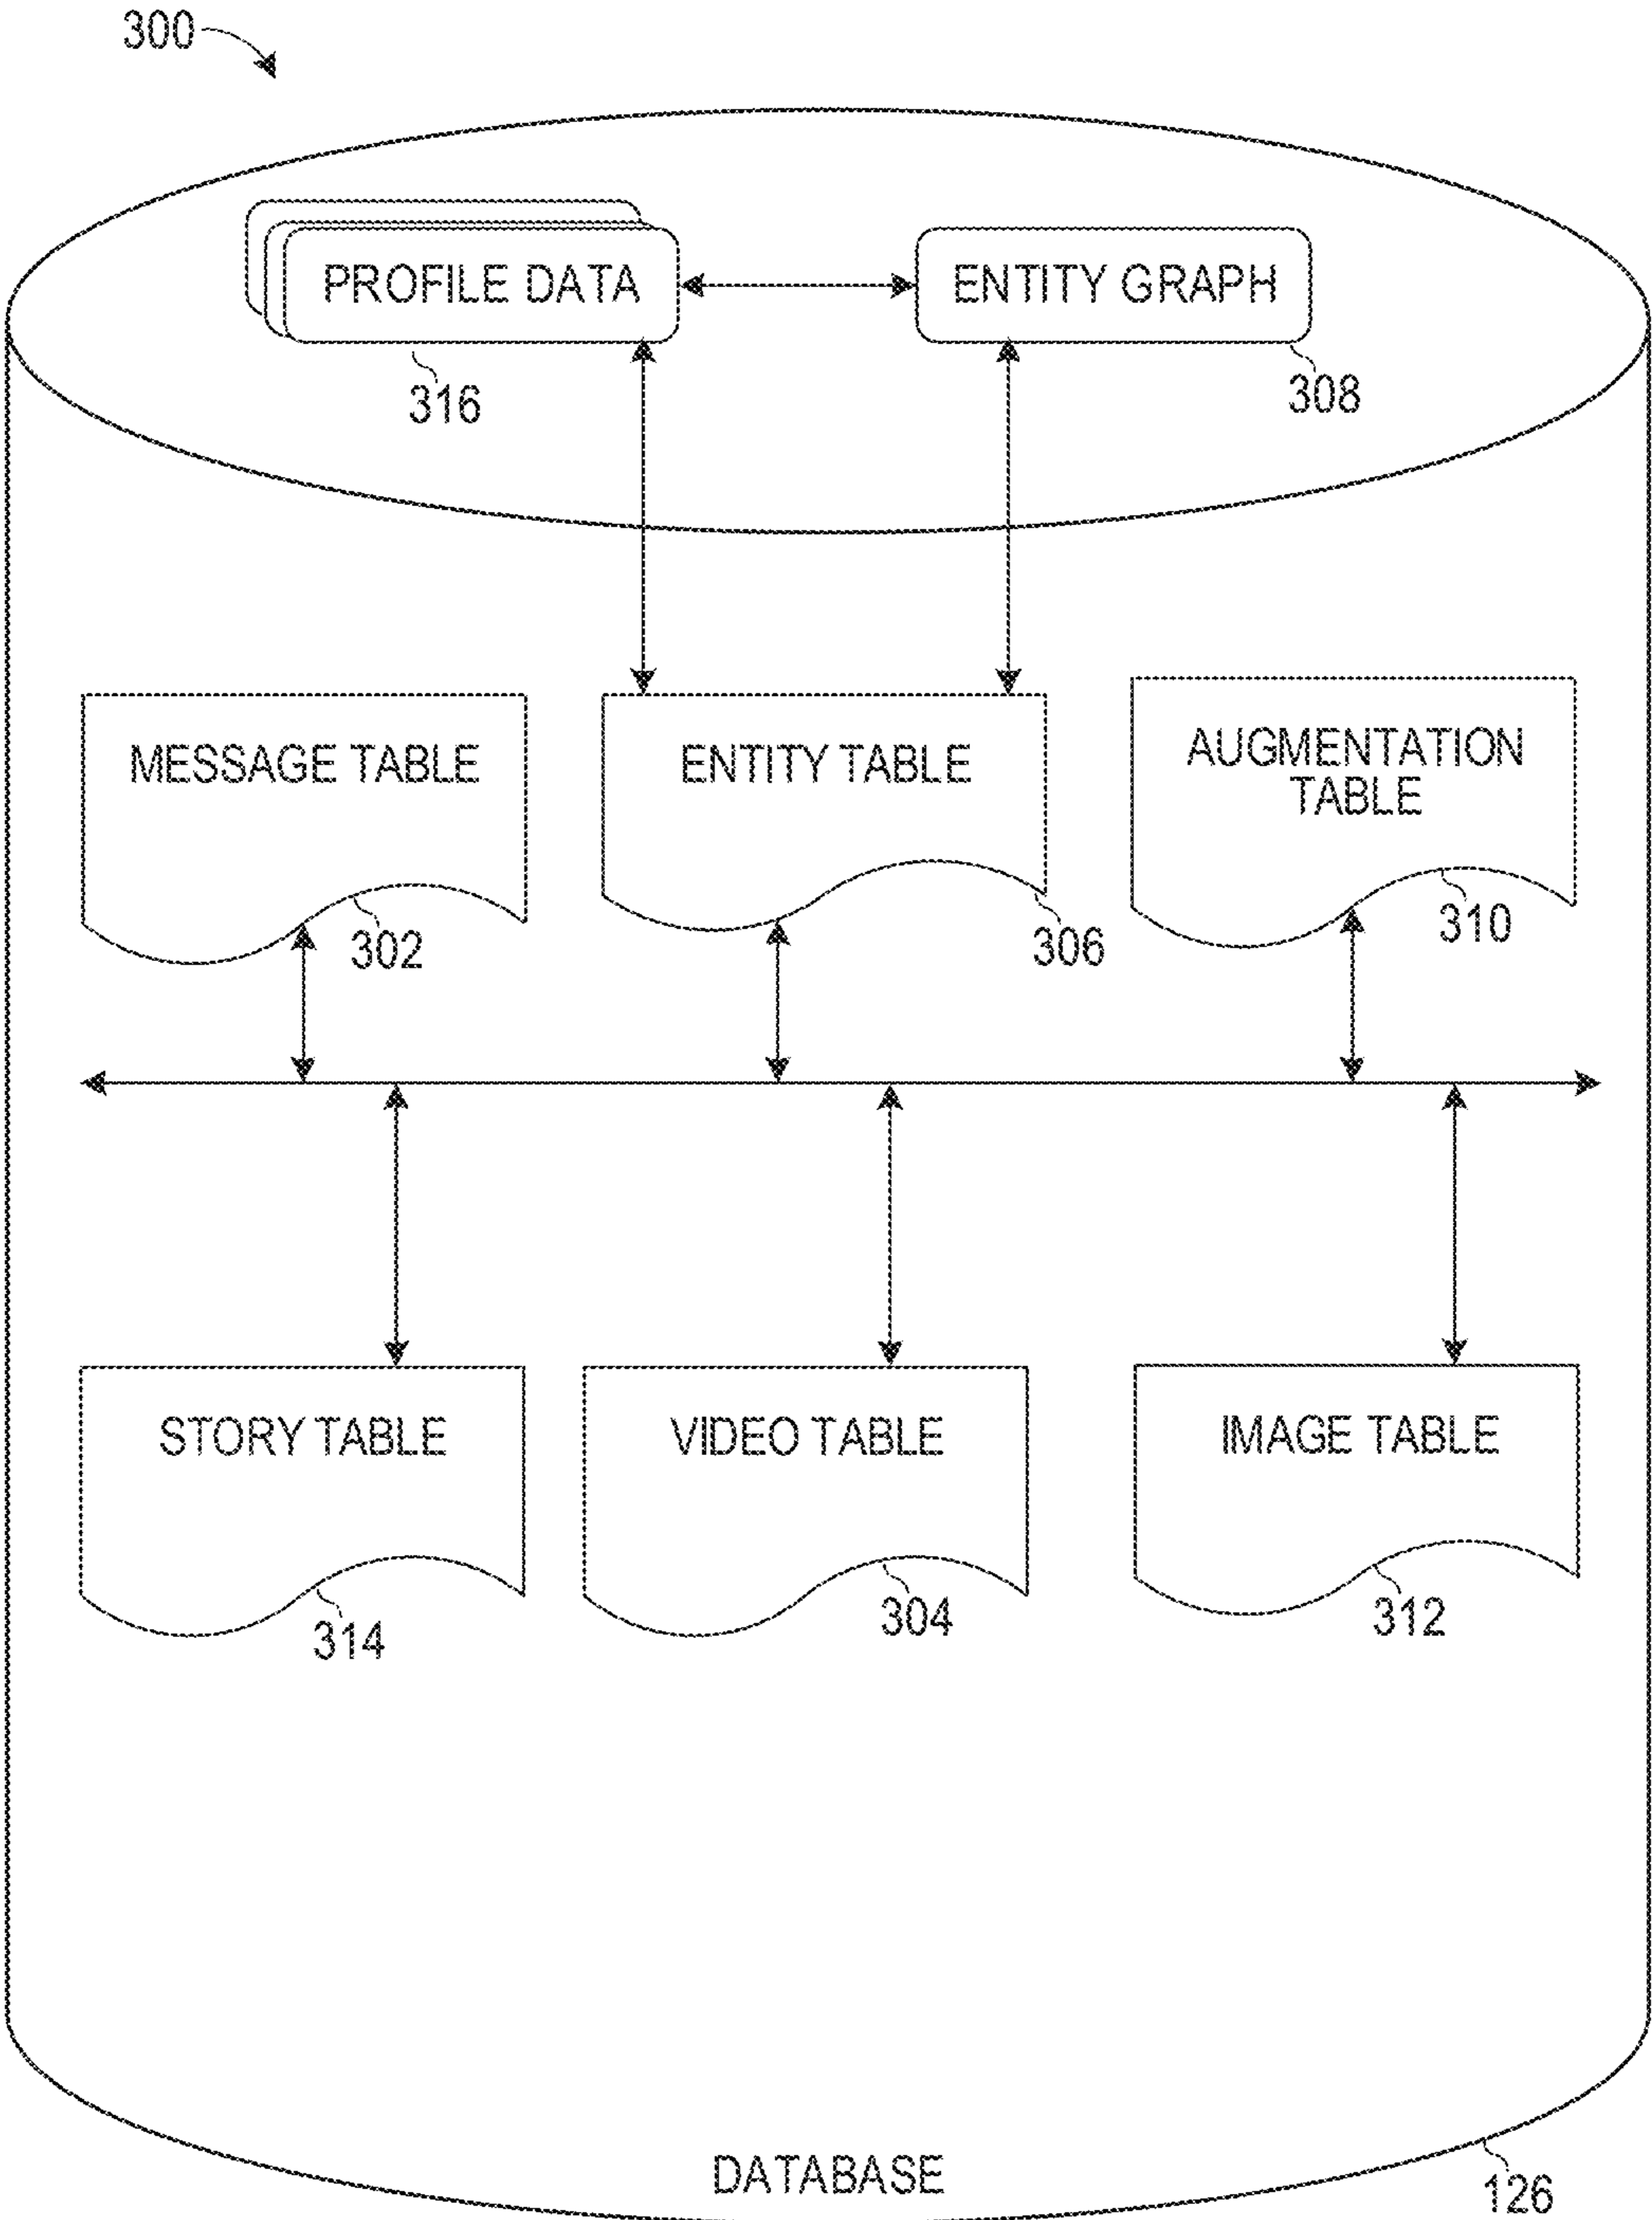 300
PROFILE DATA
ENTITY GRAPH
316
308
MESSAGE TABLE
ENTITY TABLE
AUGMENTATION
TABLE
302
306
310
STORY TABLE
VIDEO TABLE
IMAGE TABLE
314
304
312
DATABASE
126